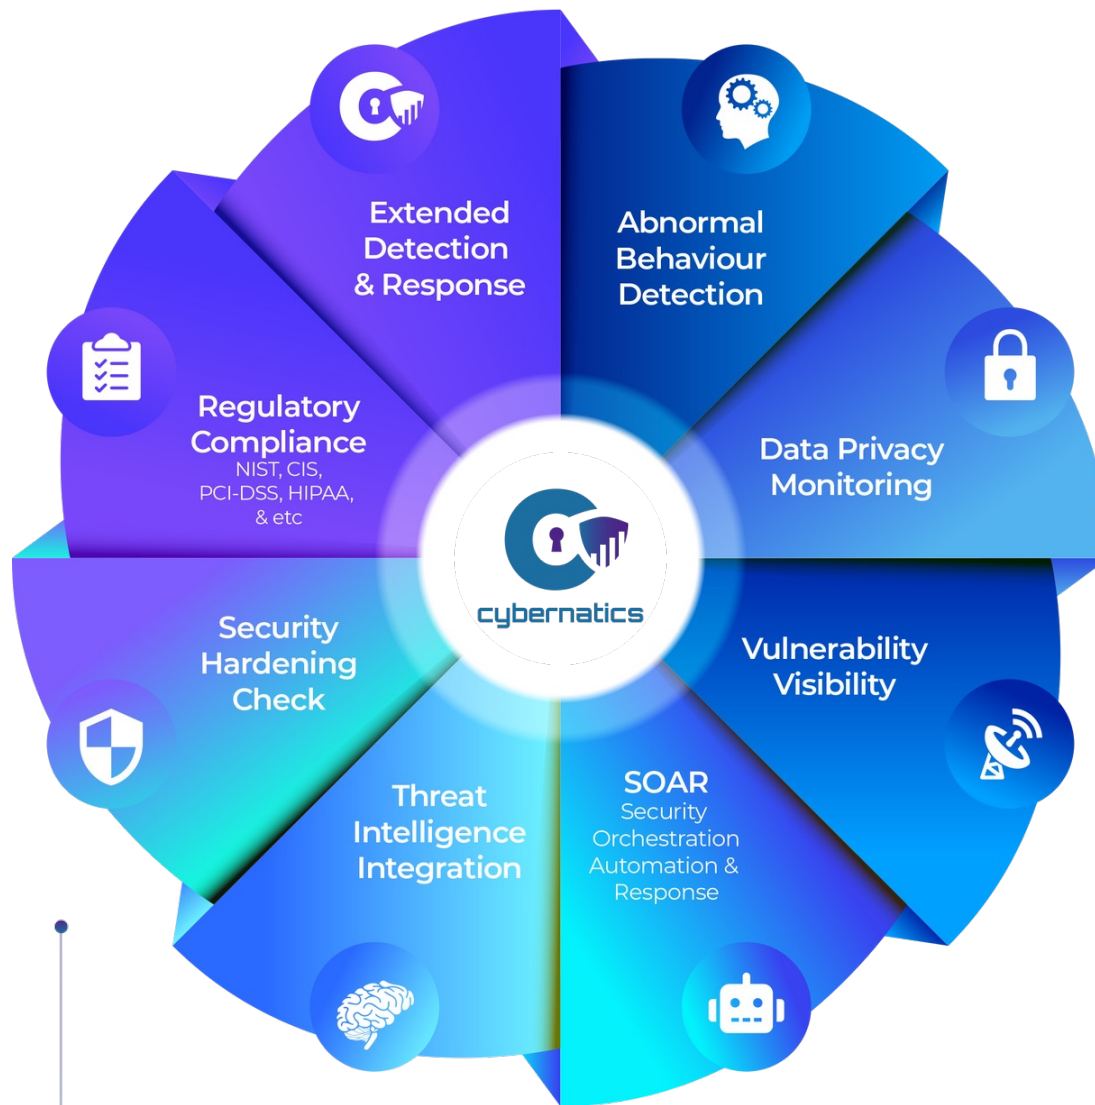 Extended
Detection
& Response
Abnormal
Behaviour
Detection
Data Privacy
Monitoring
Vulnerability
Visibility
SOAR
Security
Orchestration
Automation &
Response
Threat
Intelligence
Integration
Security
Hardening
Check
Regulatory
Compliance
NIST, CIS,
PCI-DSS, HIPAA,
& etc
cybernatics